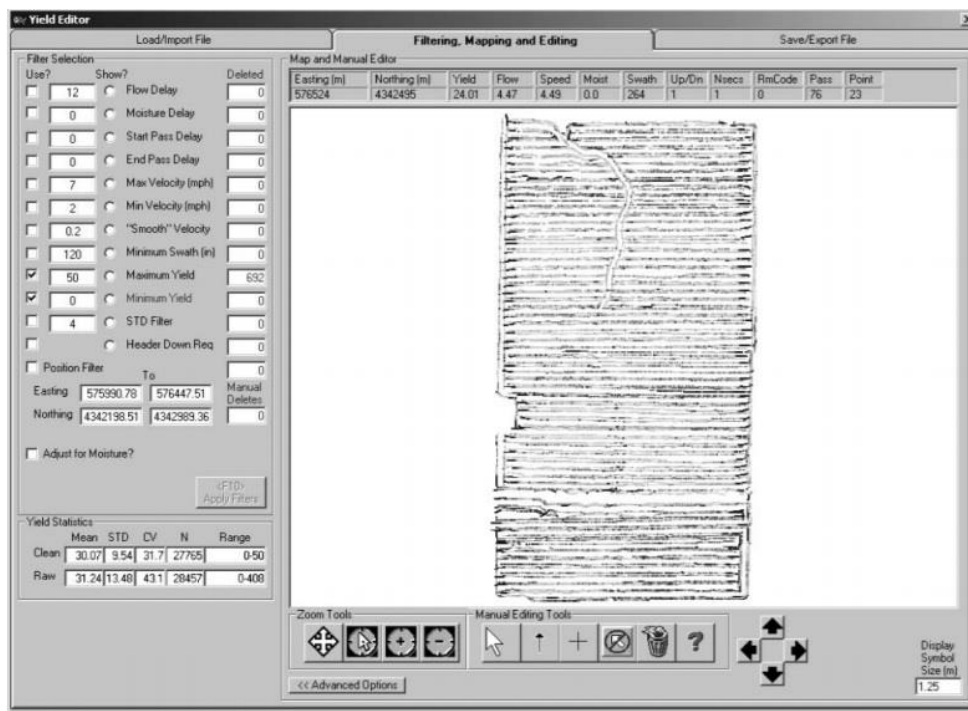 Yield Editor
Load/Import File
Filtering, Mapping and Editing
Save/Export File
Filter Selection
Use? Show? Deleted
12 Flow Delay 0
0 Moisture Delay 0
0 Start Pass Delay 0
0 End Pass Delay 0
7 Max Velocity (mph) 0
2 Min Velocity (mph) 0
0.2 "Smooth" Velocity 0
120 Minimum Swath (in) 0
50 Maximum Yield 692
0 Minimum Yield 0
4 STD Filter 0
Header Down Req 0
Position Filter 0
To
Easting 575990.78 576447.51
Manual Deletes
Northing 4342198.51 4342989.36 0
Adjust for Moisture?
<F10>
Apply Filters
Yield Statistics
Mean STD CV N Range
Clean 30.07 9.54 31.7 27765 0-50
Raw 31.24 13.48 43.1 28457 0-408
Map and Manual Editor
Easting (m) Northing (m) Yield Flow Speed Moist Swath Up/Dn Nsecs RmCode Pass Point
576524 4342495 24.01 4.47 4.49 0.0 264 1 1 0 76 23
Zoom Tools
Manual Editing Tools
?
<< Advanced Options
Display
Symbol
Size (m)
1.25